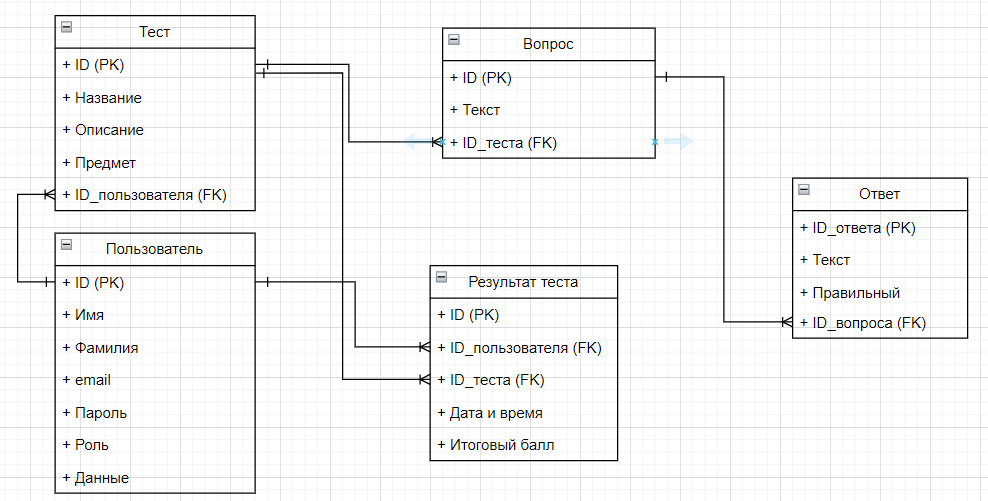 Тест
+ ID (PK)
+ Название
+ Описание
+ Предмет
+ ID_пользователя (FK)
Пользователь
+ ID (PK)
+ Имя
+ Фамилия
+ email
+ Пароль
+ Роль
+ Данные
Вопрос
+ ID (PK)
+ Текст
+ ID_теста (FK)
Результат теста
+ ID (PK)
+ ID_пользователя (FK)
+ ID_теста (FK)
+ Дата и время
+ Итоговый балл
Ответ
+ ID_ответа (PK)
+ Текст
+ Правильный
+ ID_вопроса (FK)